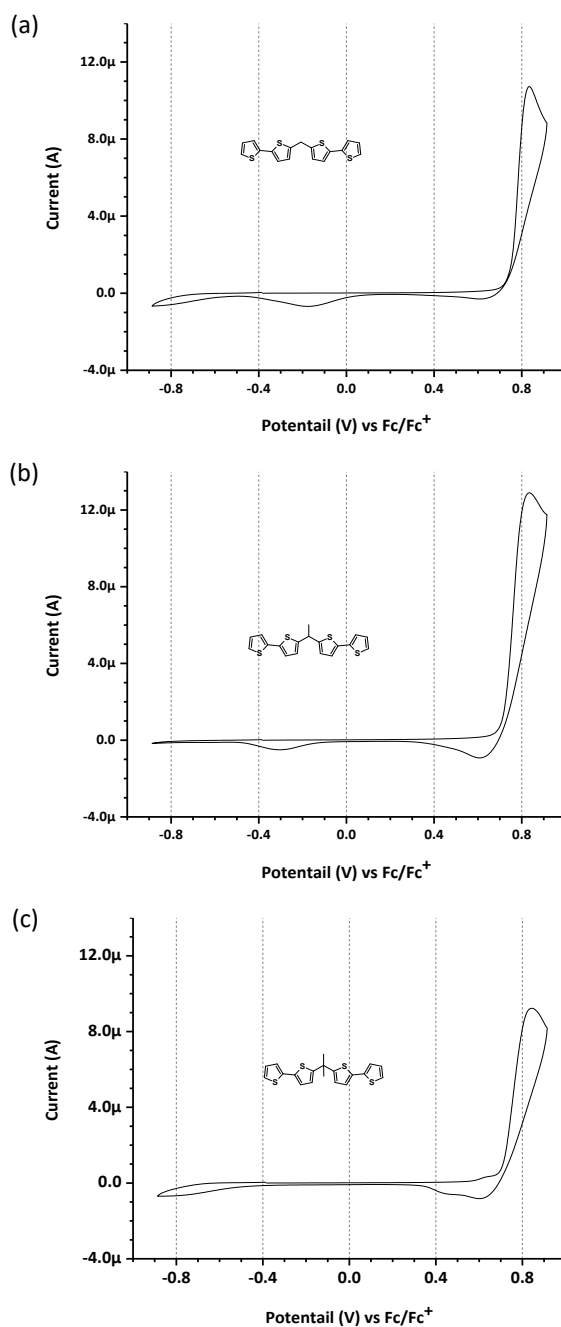 (a)
12.0µ
8.0µ
4.0µ
0.0
-4.0µ
Current (A)
S S S S
-0.8 -0.4 0.0 0.4 0.8
Potentail (V) vs Fc/Fc+
(b)
12.0µ
8.0µ
4.0µ
0.0
-4.0µ
Current (A)
S S S S
-0.8 -0.4 0.0 0.4 0.8
Potentail (V) vs Fc/Fc+
(c)
12.0µ
8.0µ
4.0µ
0.0
-4.0µ
Current (A)
S S S S
-0.8 -0.4 0.0 0.4 0.8
Potentail (V) vs Fc/Fc+